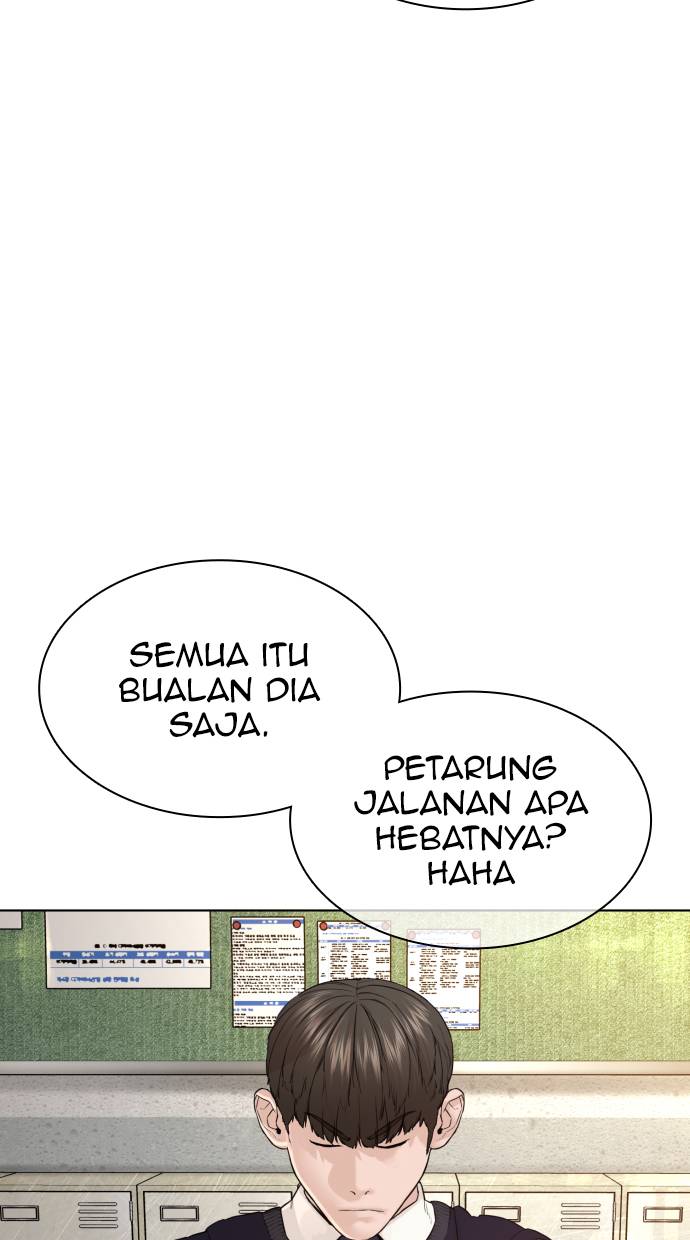 SEMUA ITU
BUALAN DIA
SAJA.
PETARUNG
JALANAN APA
HEBATNYA?
HAHA